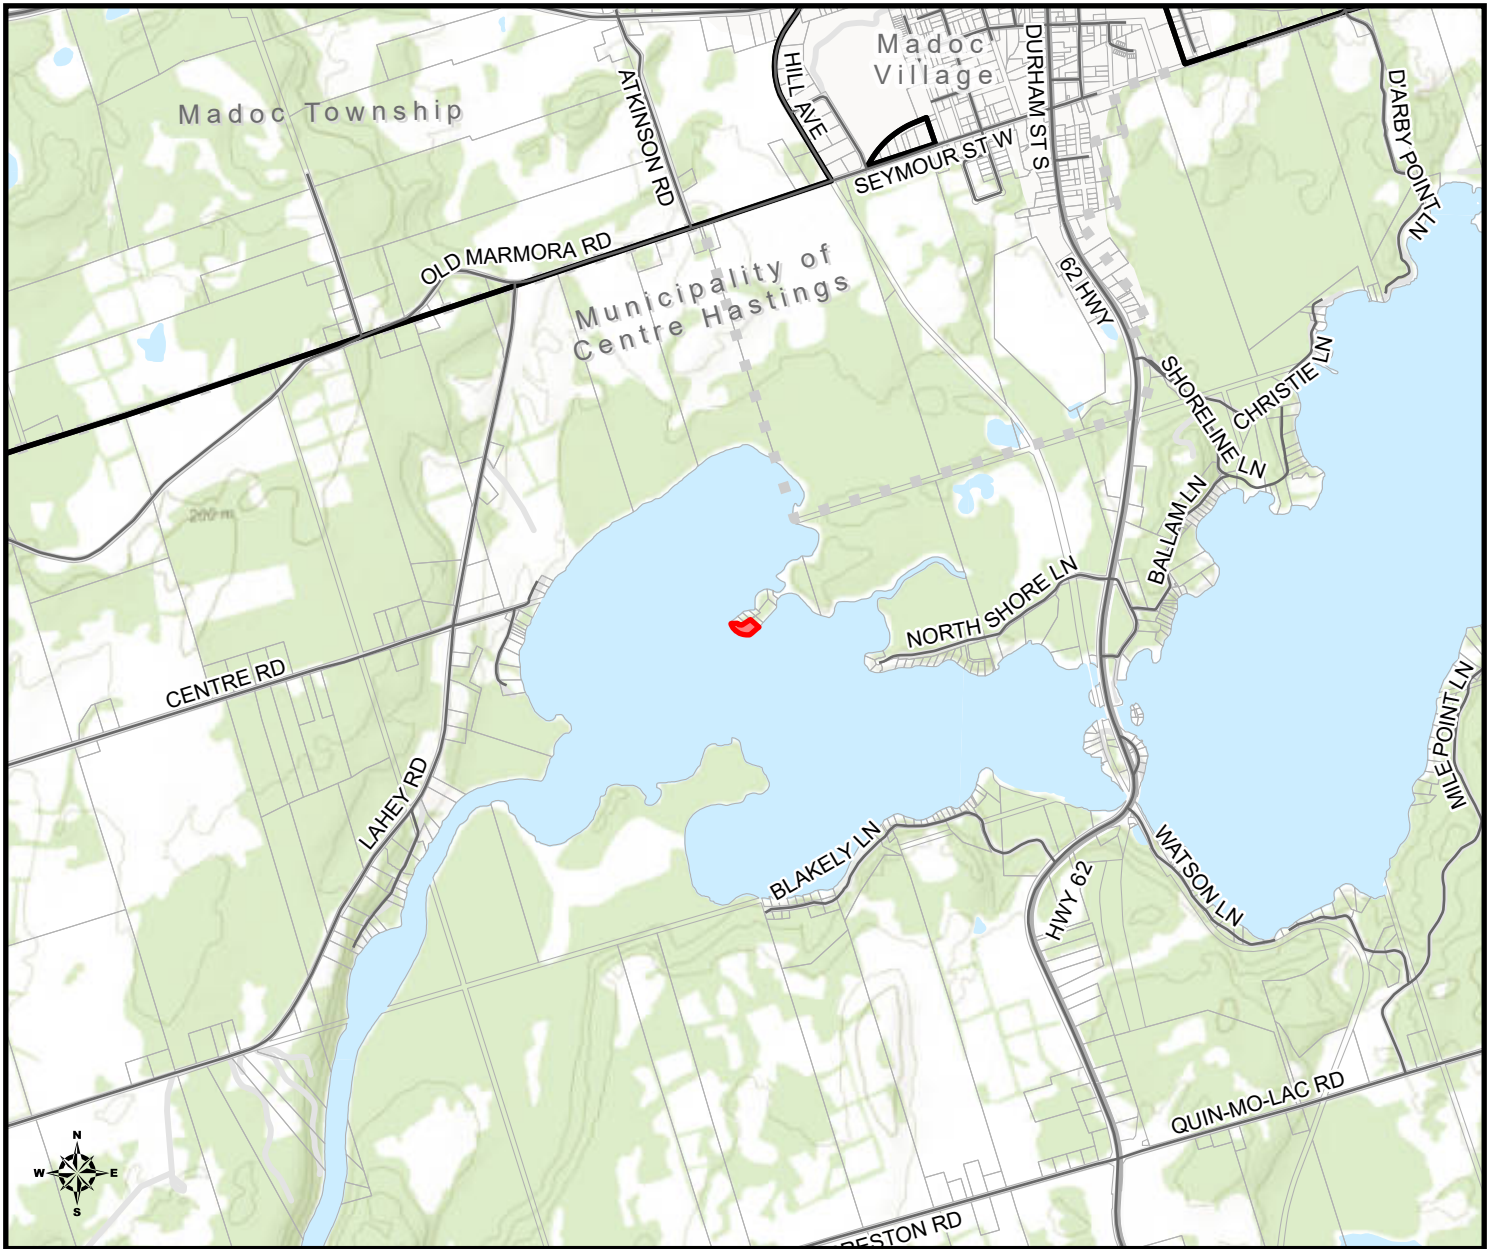 Madoc
Village
Madoc Township
HILL AVE
DURHAM ST S
ATKINSON RD
D'ARBY POINT LN
SEYMOUR ST W
OLD MARMORA RD
Municipality of
Centre Hastings
62 HWY
SHORELINE LN
CHRISTIE LN
BALLAM LN
200 m
NORTH SHORE LN
CENTRE RD
LAHEY RD
MILE POINT LN
BLAKELY LN
WATSON LN
HWY 62
QUIN-MO-LAC RD
N
W E
S